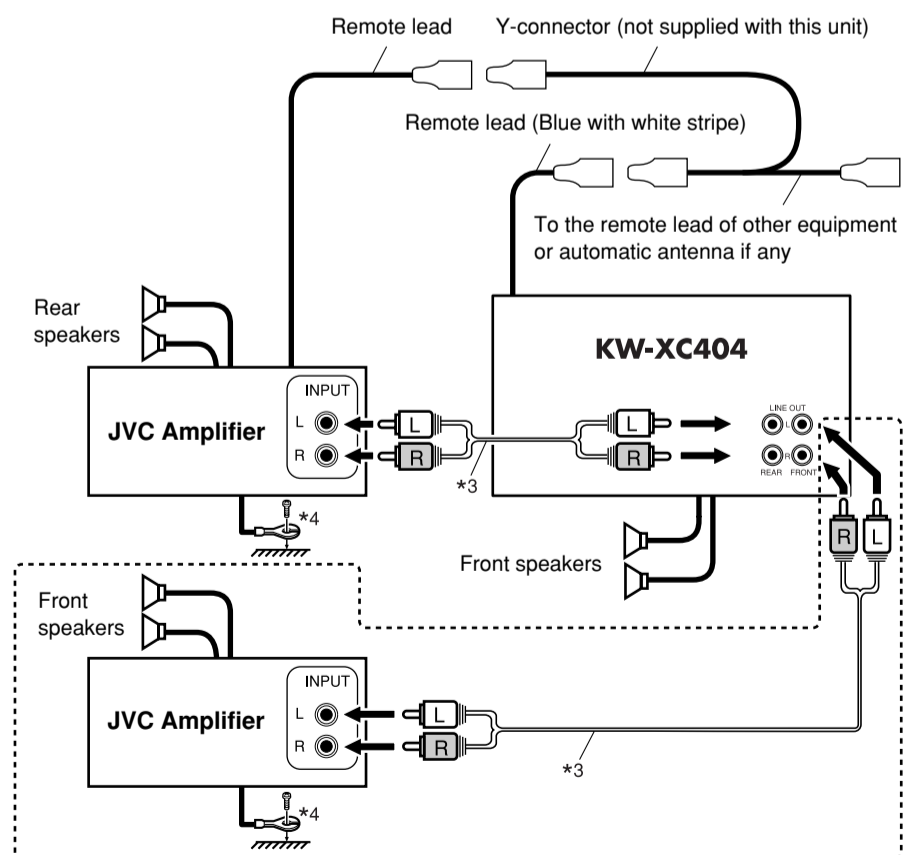 Remote lead
Y-connector (not supplied with this unit)
Remote lead (Blue with white stripe)
To the remote lead of other equipment
or automatic antenna if any
Rear
speakers
KW-XC404
INPUT
LINE OUT
L
L
L
L
JVC Amplifier
R
R
R
R
REAR
FRONT
*3
*4
R
L
Front speakers
Front
speakers
INPUT
L
L
JVC Amplifier
R
R
*3
*4